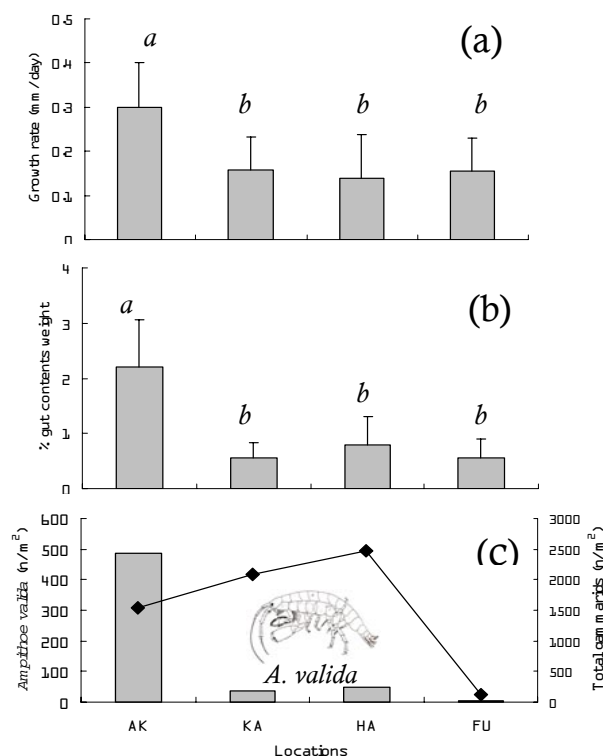 (a)
Growth rate (mm/day)
0.5
0.4
0.3
0.2
0.1
0
a
b
b
b
(b)
% gut contents weight
4
3
2
1
0
a
b
b
b
(c)
Ampithoe valida (n/m²)
600
500
400
300
200
100
0
Total gammarids (n/m²)
3000
2500
2000
1500
1000
500
0
A. valida
AK KA HA FU
Locations